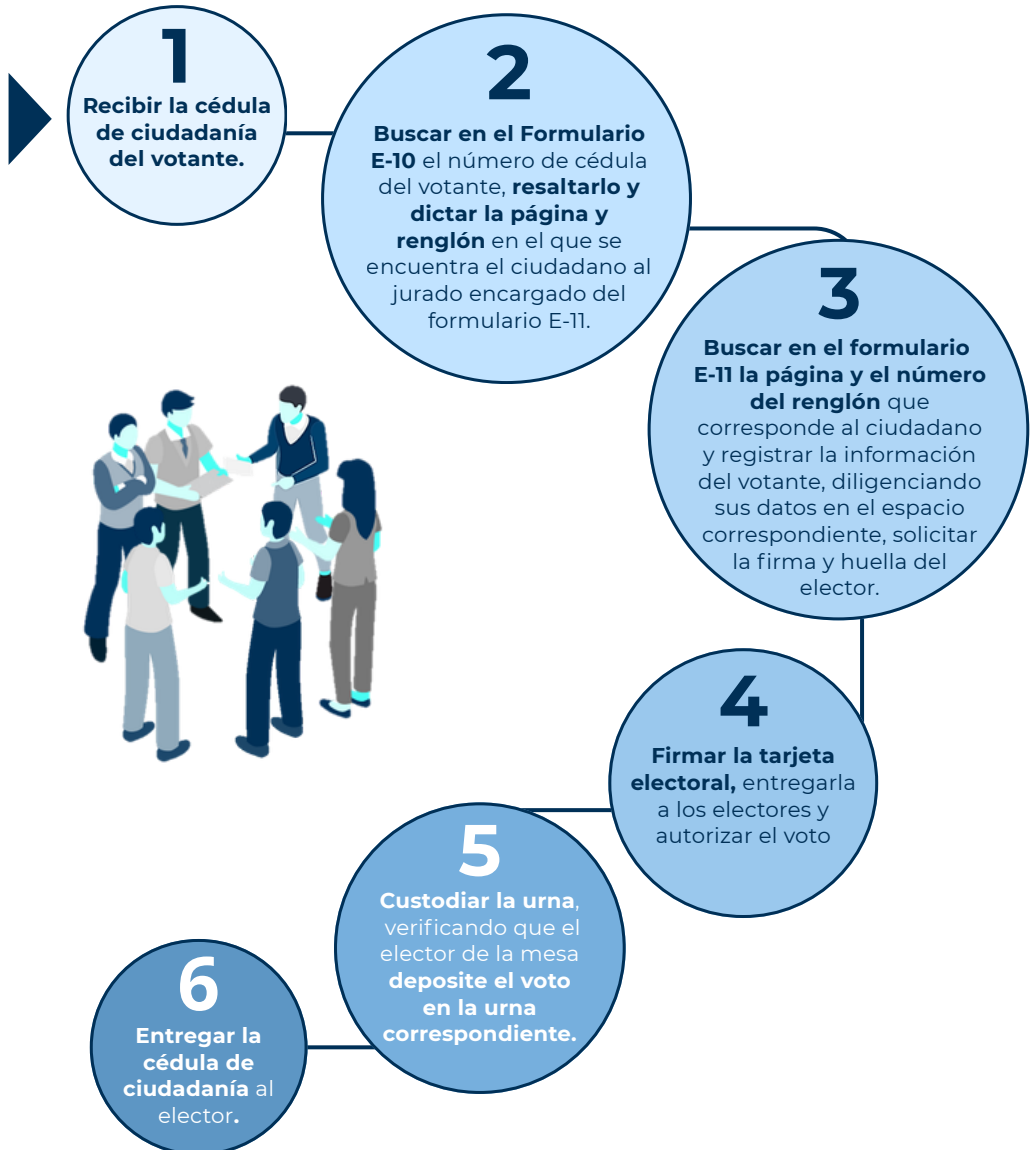 1
Recibir la cédula
de ciudadanía
del votante.
2
Buscar en el Formulario
E-10 el número de cédula
del votante, resaltarlo y
dictar la página y
renglón en el que se
encuentra el ciudadano al
jurado encargado del
formulario E-11.
3
Buscar en el formulario
E-11 la página y el número
del renglón que
corresponde al ciudadano
y registrar la información
del votante, diligenciando
sus datos en el espacio
correspondiente, solicitar
la firma y huella del
elector.
4
Firmar la tarjeta
electoral, entregarla
a los electores y
autorizar el voto
5
Custodiar la urna,
verificando que el
elector de la mesa
deposite el voto
en la urna
correspondiente.
6
Entregar la
cédula de
ciudadanía al
elector.